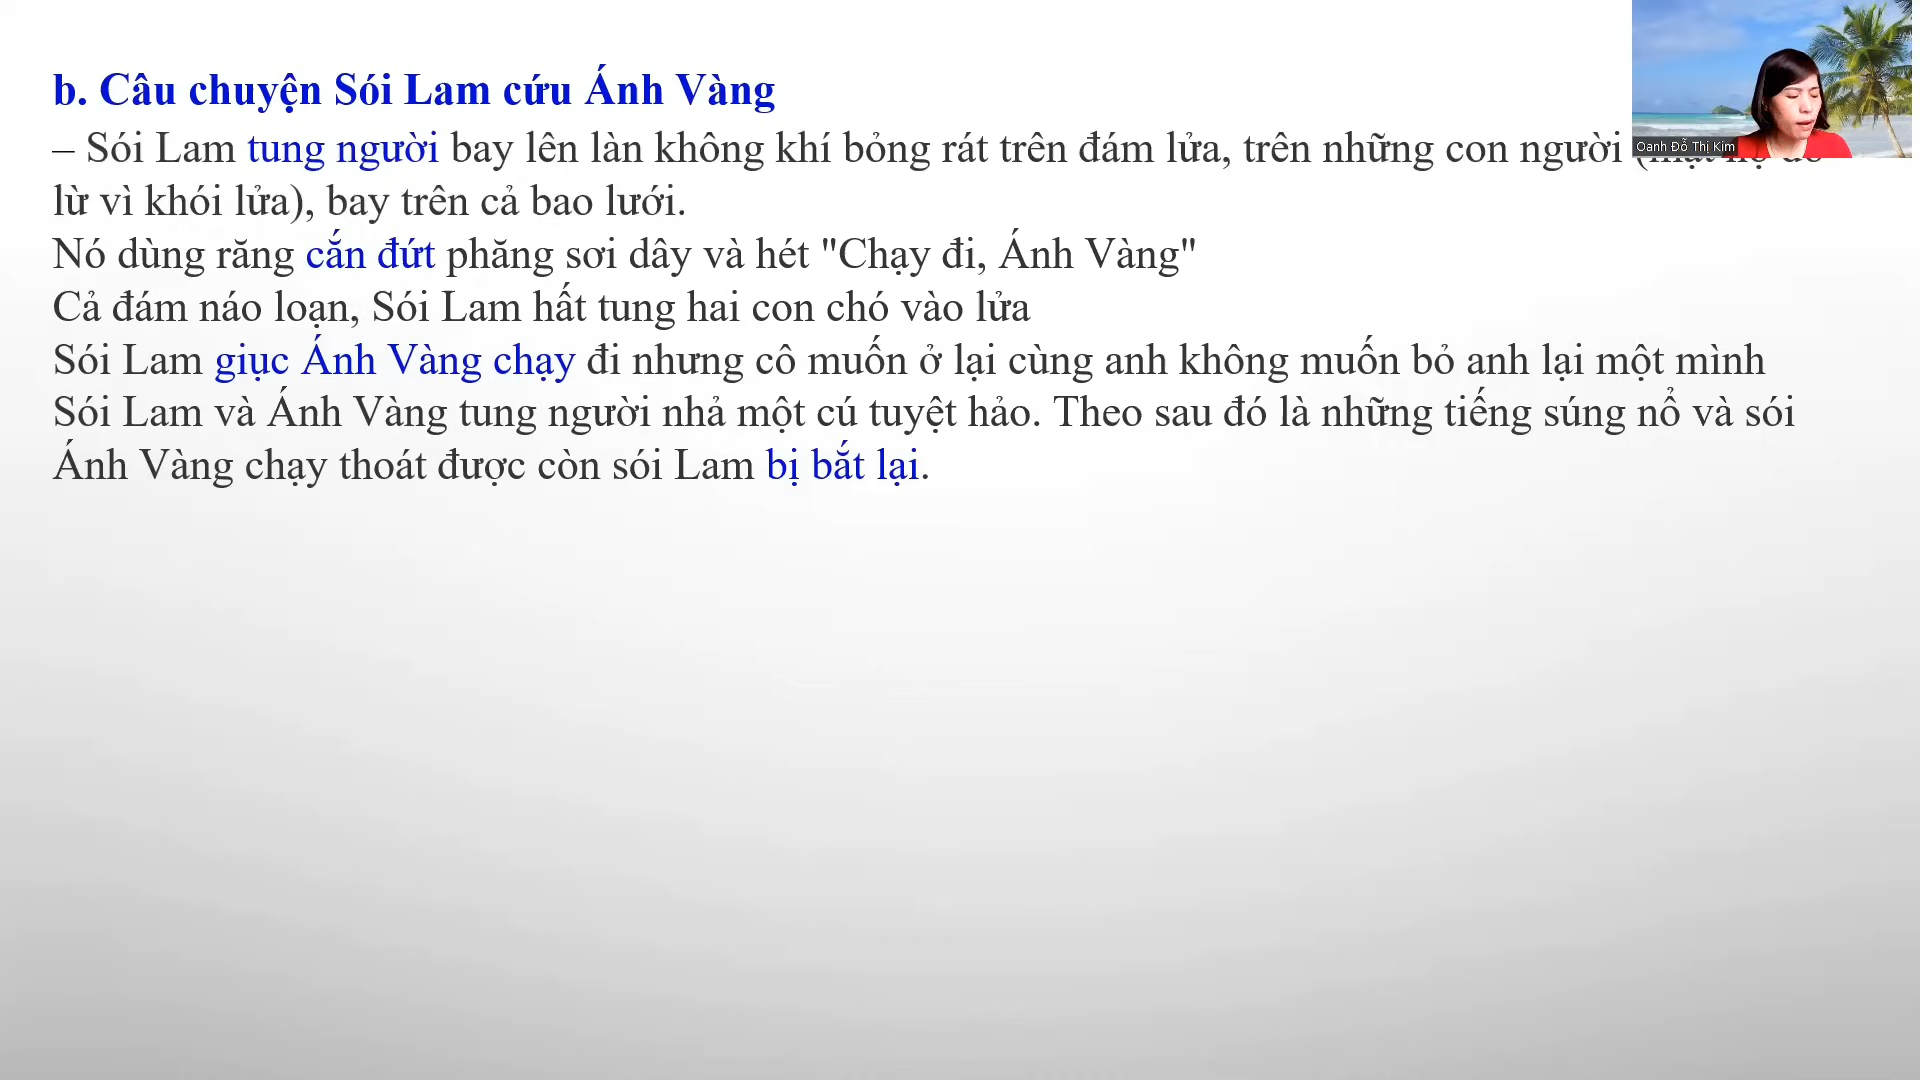 b. Câu chuyện Sói Lam cứu Ánh Vàng
– Sói Lam tung người bay lên làn không khí bỏng rát trên đám lửa, trên những con người
lừ vì khói lửa), bay trên cả bao lưới.
Nó dùng răng cắn đứt phăng sơi dây và hét "Chạy đi, Ánh Vàng"
Cả đám náo loạn, Sói Lam hất tung hai con chó vào lửa
Sói Lam giục Ánh Vàng chạy đi nhưng cô muốn ở lại cùng anh không muốn bỏ anh lại một mình
Sói Lam và Ánh Vàng tung người nhả một cú tuyệt hảo. Theo sau đó là những tiếng súng nổ và sói
Ánh Vàng chạy thoát được còn sói Lam bị bắt lại.
Oanh Đỗ Thị Kim